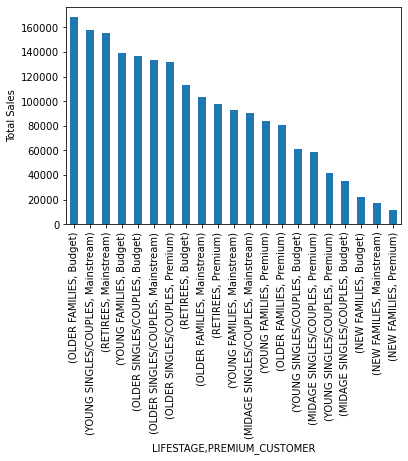 160000
140000
120000
100000
80000
60000
40000
20000
0
Total Sales
(OLDER FAMILIES, Budget)
(YOUNG SINGLES/COUPLES, Mainstream)
(RETIREES, Mainstream)
(YOUNG FAMILIES, Budget)
(OLDER SINGLES/COUPLES, Budget)
(OLDER SINGLES/COUPLES, Mainstream)
(OLDER SINGLES/COUPLES, Premium)
(RETIREES, Budget)
(OLDER FAMILIES, Mainstream)
(RETIREES, Premium)
(YOUNG FAMILIES, Mainstream)
(MIDAGE SINGLES/COUPLES, Mainstream)
(YOUNG FAMILIES, Premium)
(OLDER FAMILIES, Premium)
(YOUNG SINGLES/COUPLES, Budget)
(MIDAGE SINGLES/COUPLES, Premium)
(YOUNG SINGLES/COUPLES, Premium)
(MIDAGE SINGLES/COUPLES, Budget)
(NEW FAMILIES, Budget)
(NEW FAMILIES, Mainstream)
(NEW FAMILIES, Premium)
LIFESTAGE,PREMIUM_CUSTOMER